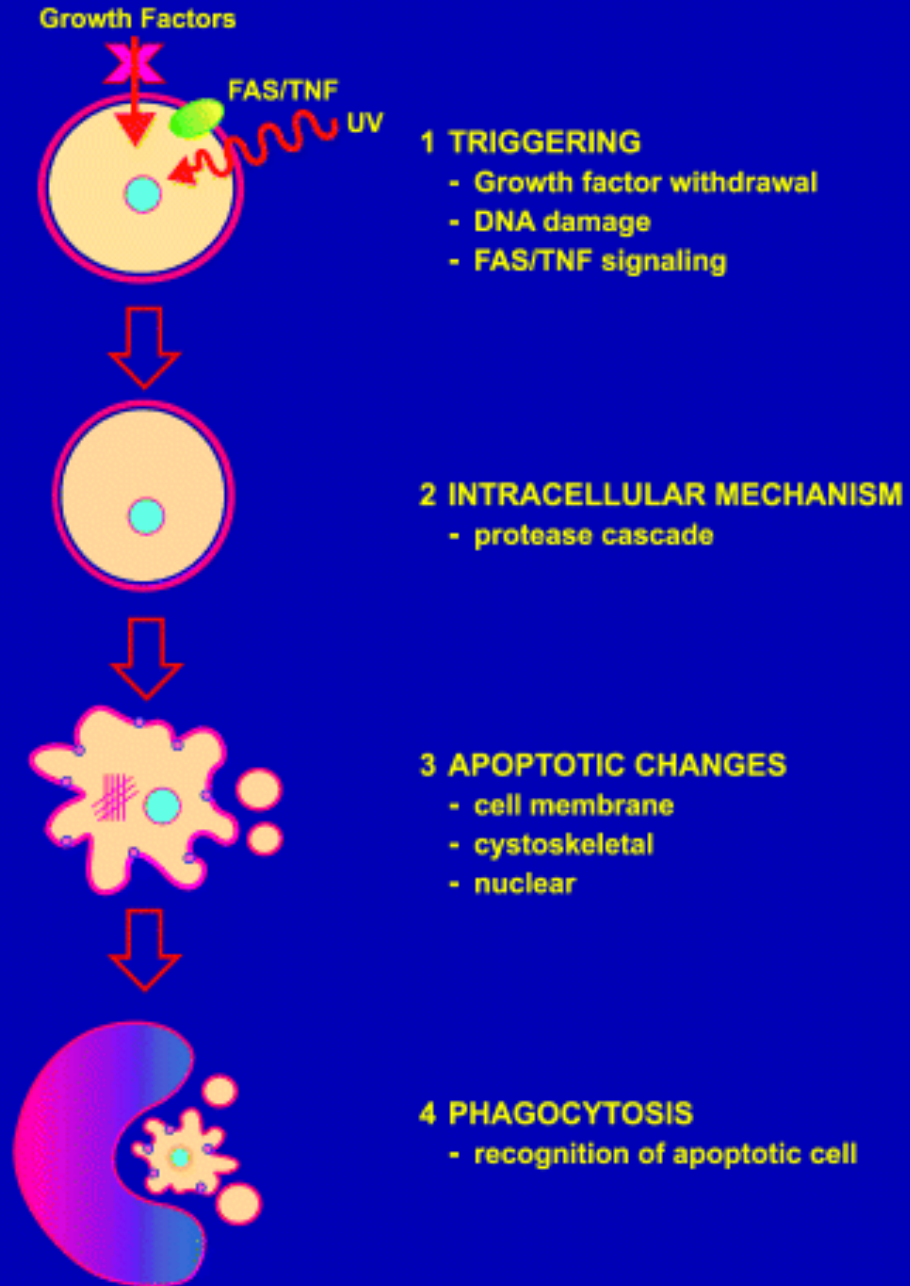 Growth Factors
FAS/TNF
UV
1 TRIGGERING
- Growth factor withdrawal
- DNA damage
- FAS/TNF signaling
2 INTRACELLULAR MECHANISM
- protease cascade
3 APOPTOTIC CHANGES
- cell membrane
- cystoskeletal
- nuclear
4 PHAGOCYTOSIS
- recognition of apoptotic cell